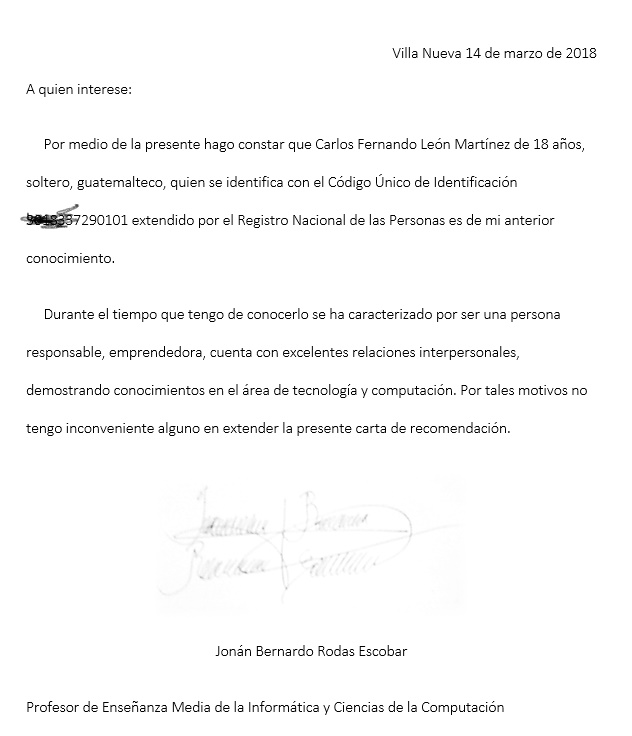 Villa Nueva 14 de marzo de 2018
A quien interese:
Por medio de la presente hago constar que Carlos Fernando León Martínez de 18 años,
soltero, guatemalteco, quien se identifica con el Código Único de Identificación
7290101 extendido por el Registro Nacional de las Personas es de mi anterior
conocimiento.
Durante el tiempo que tengo de conocerlo se ha caracterizado por ser una persona
responsable, emprendedora, cuenta con excelentes relaciones interpersonales,
demostrando conocimientos en el área de tecnología y computación. Por tales motivos no
tengo inconveniente alguno en extender la presente carta de recomendación.
Jonán Bernardo Rodas Escobar
Profesor de Enseñanza Media de la Informática y Ciencias de la Computación